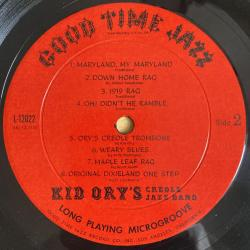 GOOD TIME JAZZ
1. MARYLAND, MY MARYLAND
2. DOWN HOME RAG
3. 1919 RAG
4. OH! DIDN'T HE RAMBLE
L-12022
Side 2
5. ORY'S CREOLE TROMBONE
6. WEARY BLUES
7. MAPLE LEAF RAG
8. ORIGINAL DIXIELAND ONE STEP
KID ORY'S CREOLE
JAZZ BAND
LONG PLAYING MICROGROOVE